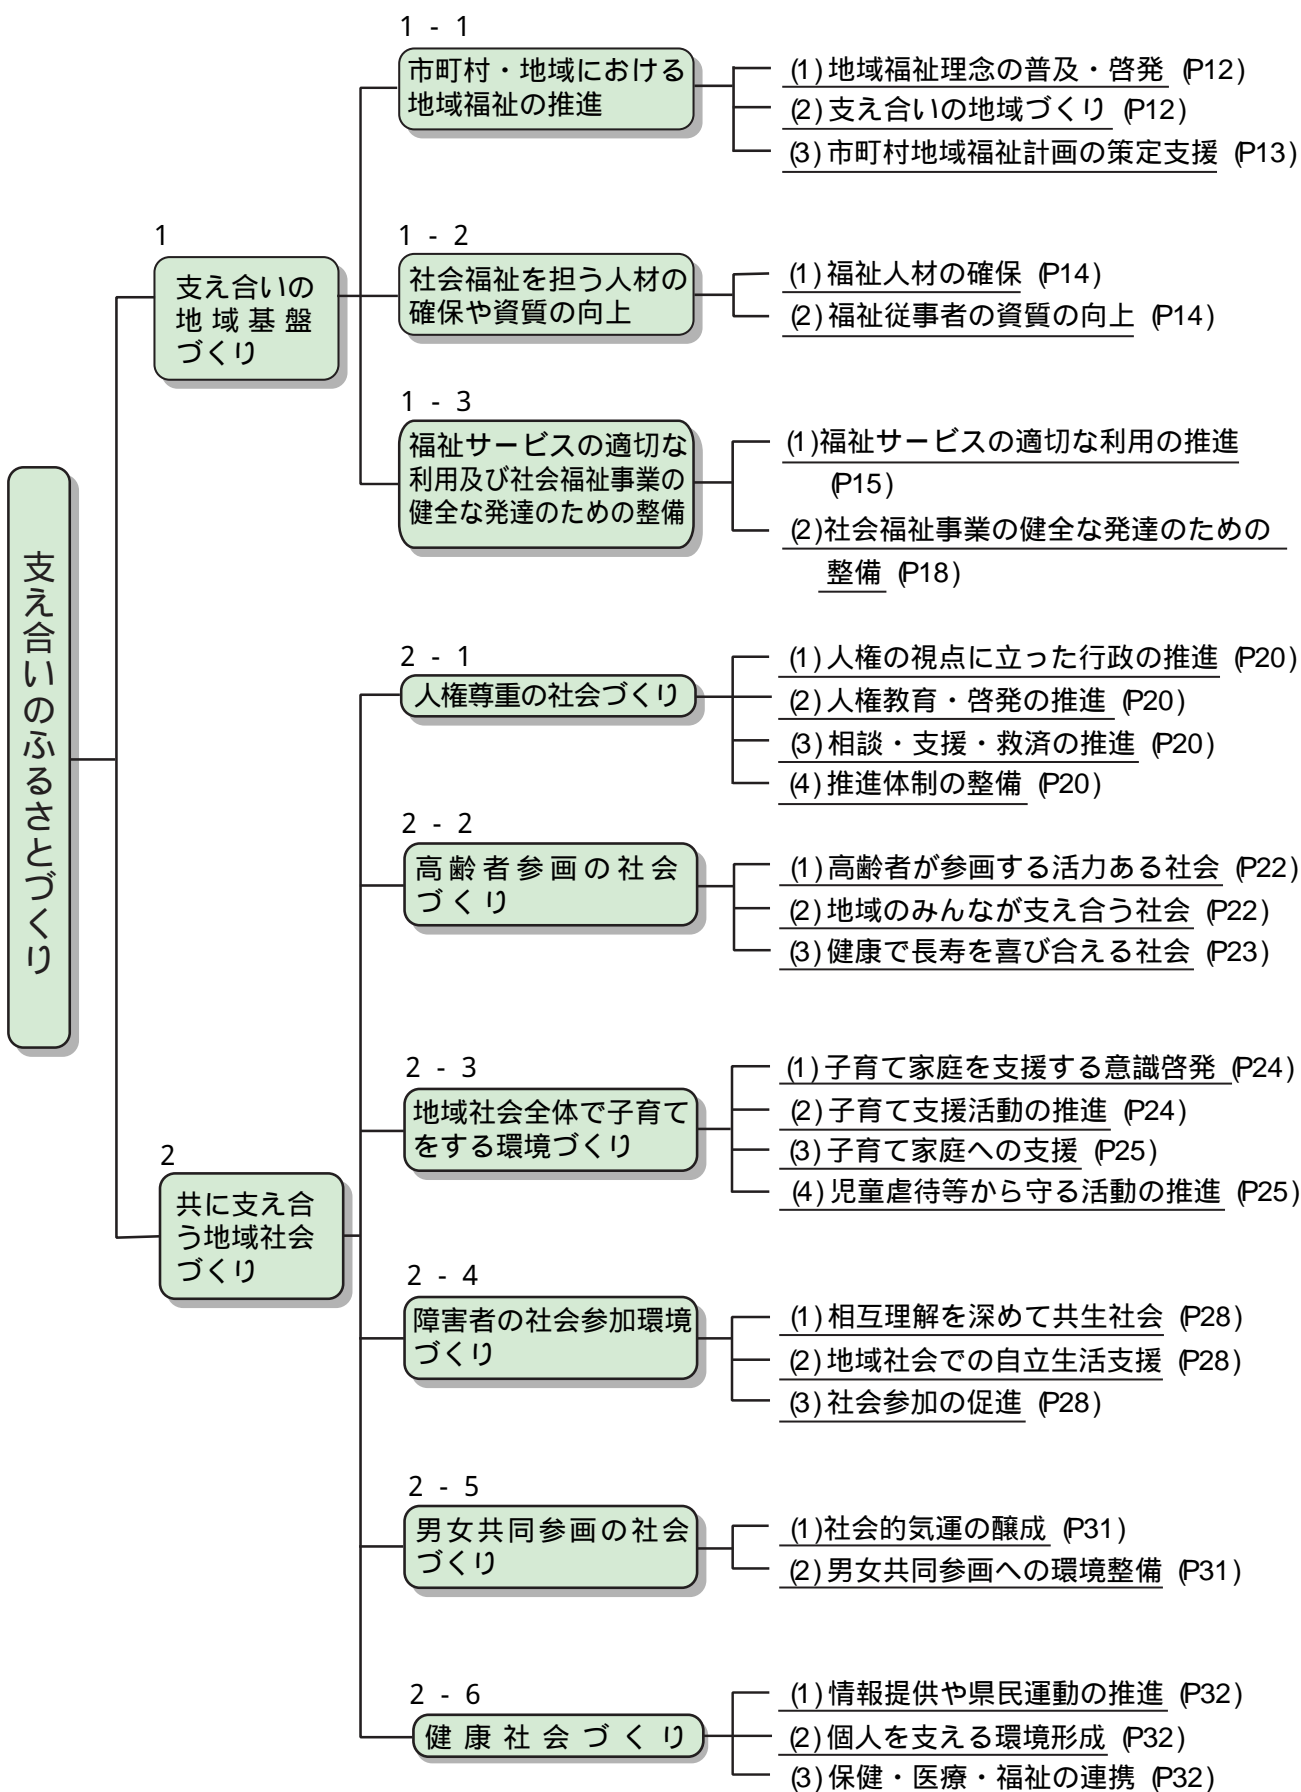 支え合いのふるさとづくり
1
支え合いの
地域基盤
づくり
1 - 1
市町村・地域における
地域福祉の推進
(1)地域福祉理念の普及・啓発 (P12)
(2)支え合いの地域づくり (P12)
(3)市町村地域福祉計画の策定支援 (P13)
1 - 2
社会福祉を担う人材の
確保や資質の向上
(1)福祉人材の確保 (P14)
(2)福祉従事者の資質の向上 (P14)
1 - 3
福祉サービスの適切な
利用及び社会福祉事業の
健全な発達のための整備
(1)福祉サービスの適切な利用の推進
(P15)
(2)社会福祉事業の健全な発達のための
整備 (P18)
2
共に支え合
う地域社会
づくり
2 - 1
人権尊重の社会づくり
(1)人権の視点に立った行政の推進 (P20)
(2)人権教育・啓発の推進 (P20)
(3)相談・支援・救済の推進 (P20)
(4)推進体制の整備 (P20)
2 - 2
高齢者参画の社会
づくり
(1)高齢者が参画する活力ある社会 (P22)
(2)地域のみんなが支え合う社会 (P22)
(3)健康で長寿を喜び合える社会 (P23)
2 - 3
地域社会全体で子育て
をする環境づくり
(1)子育て家庭を支援する意識啓発 (P24)
(2)子育て支援活動の推進 (P24)
(3)子育て家庭への支援 (P25)
(4)児童虐待等から守る活動の推進 (P25)
2 - 4
障害者の社会参加環境
づくり
(1)相互理解を深めて共生社会 (P28)
(2)地域社会での自立生活支援 (P28)
(3)社会参加の促進 (P28)
2 - 5
男女共同参画の社会
づくり
(1)社会的気運の醸成 (P31)
(2)男女共同参画への環境整備 (P31)
2 - 6
健康社会づくり
(1)情報提供や県民運動の推進 (P32)
(2)個人を支える環境形成 (P32)
(3)保健・医療・福祉の連携 (P32)